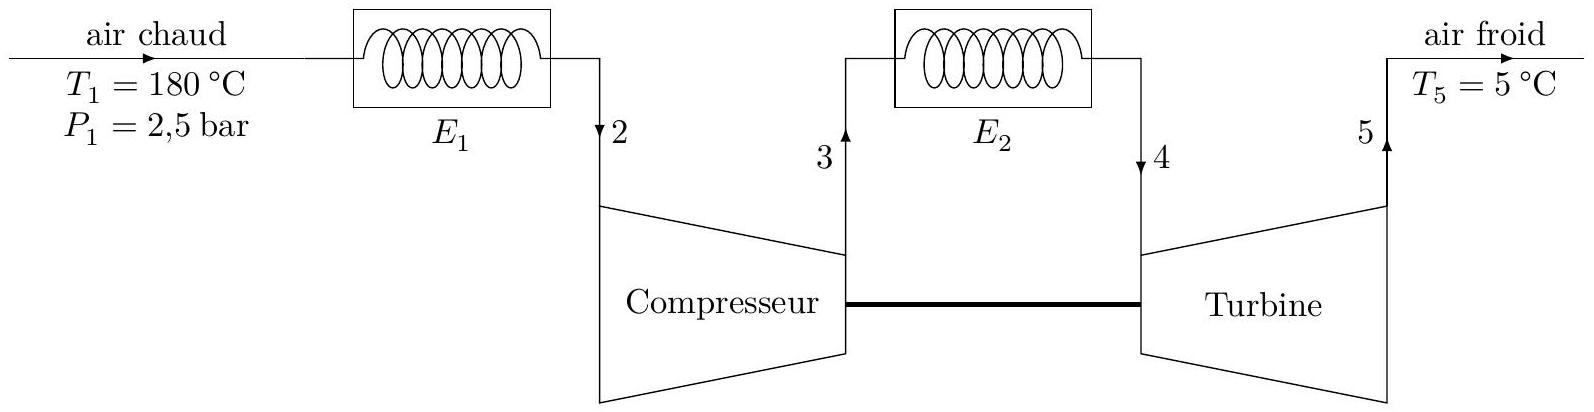 air chaud
T₁ = 180 °C
P₁ = 2,5 bar
E₁
2
3
E₂
4
5
air froid
T₅ = 5 °C
Compresseur
Turbine